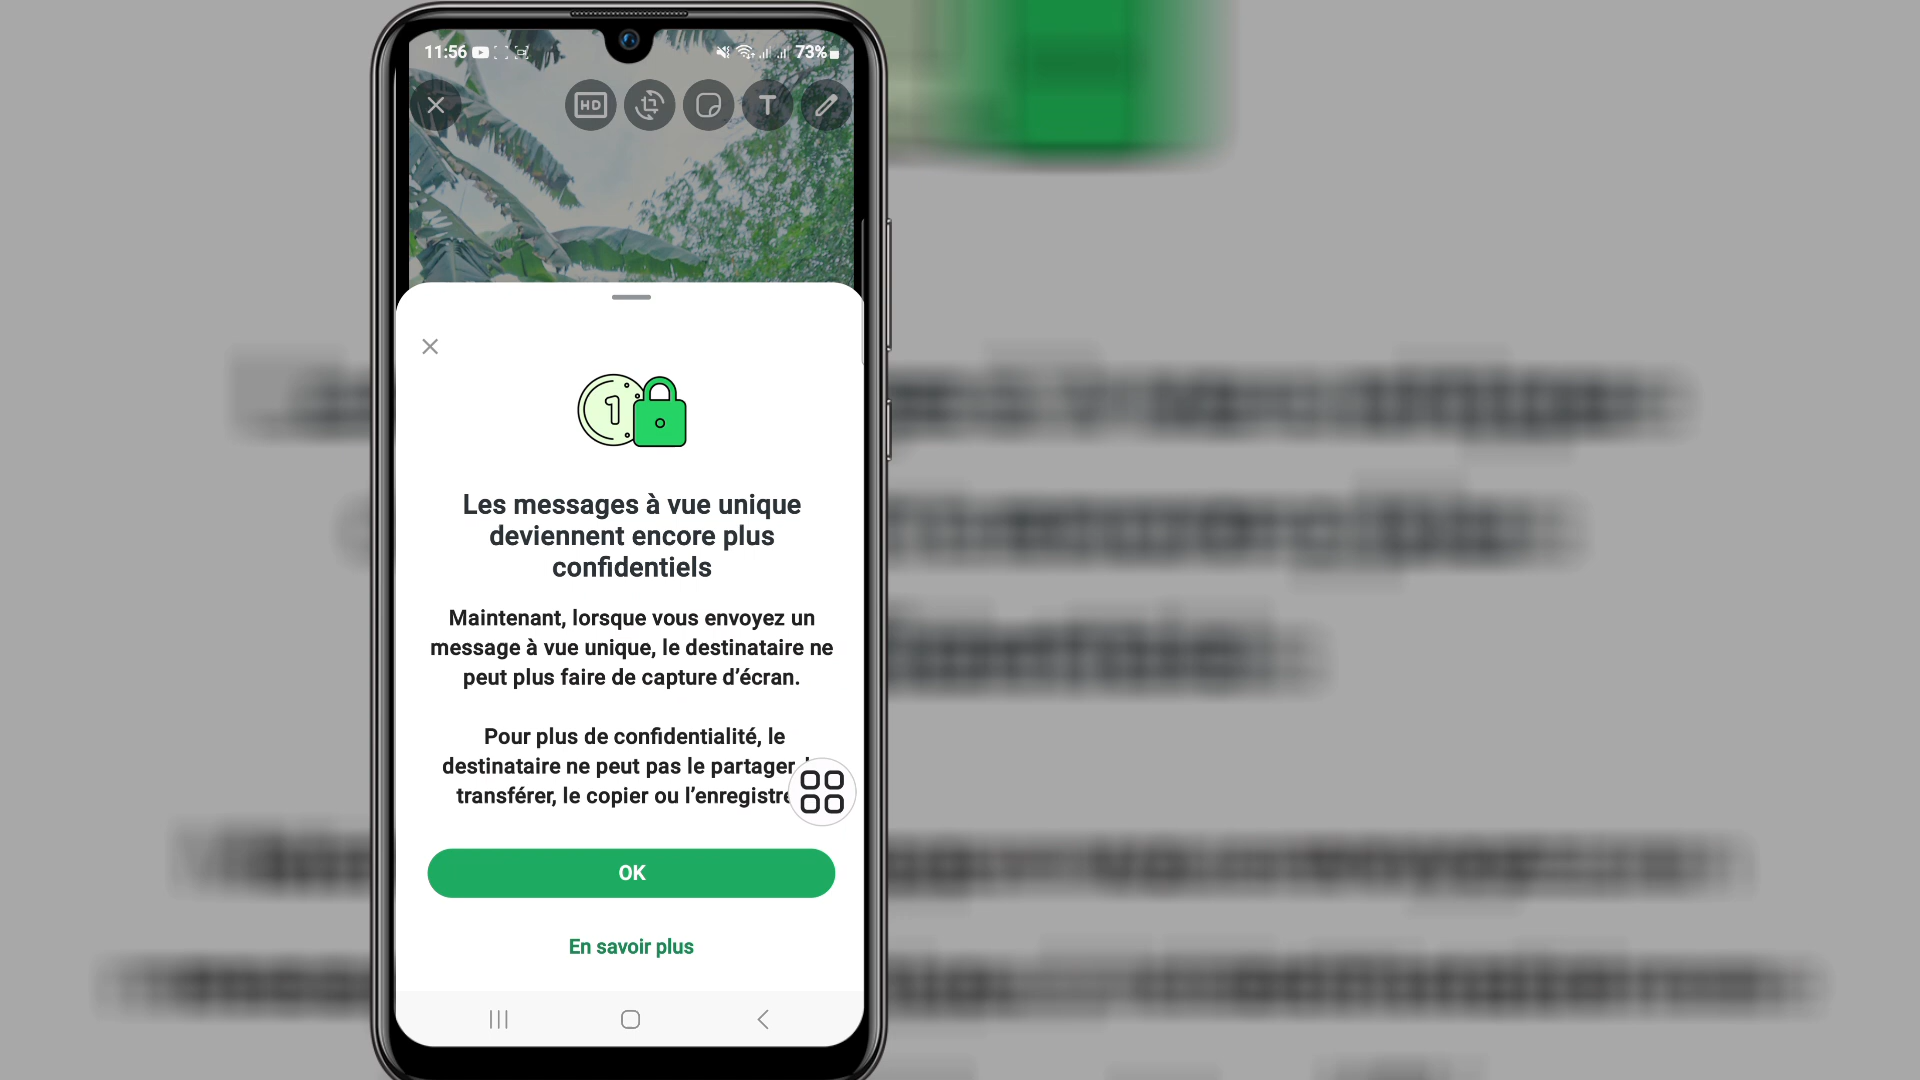 11:56
73%
HD
T
1
Les messages à vue unique
deviennent encore plus
confidentiels
Maintenant, lorsque vous envoyez un
message à vue unique, le destinataire ne
peut plus faire de capture d’écran.
Pour plus de confidentialité, le
destinataire ne peut pas le partager,
transférer, le copier ou l’enregistre
OK
En savoir plus